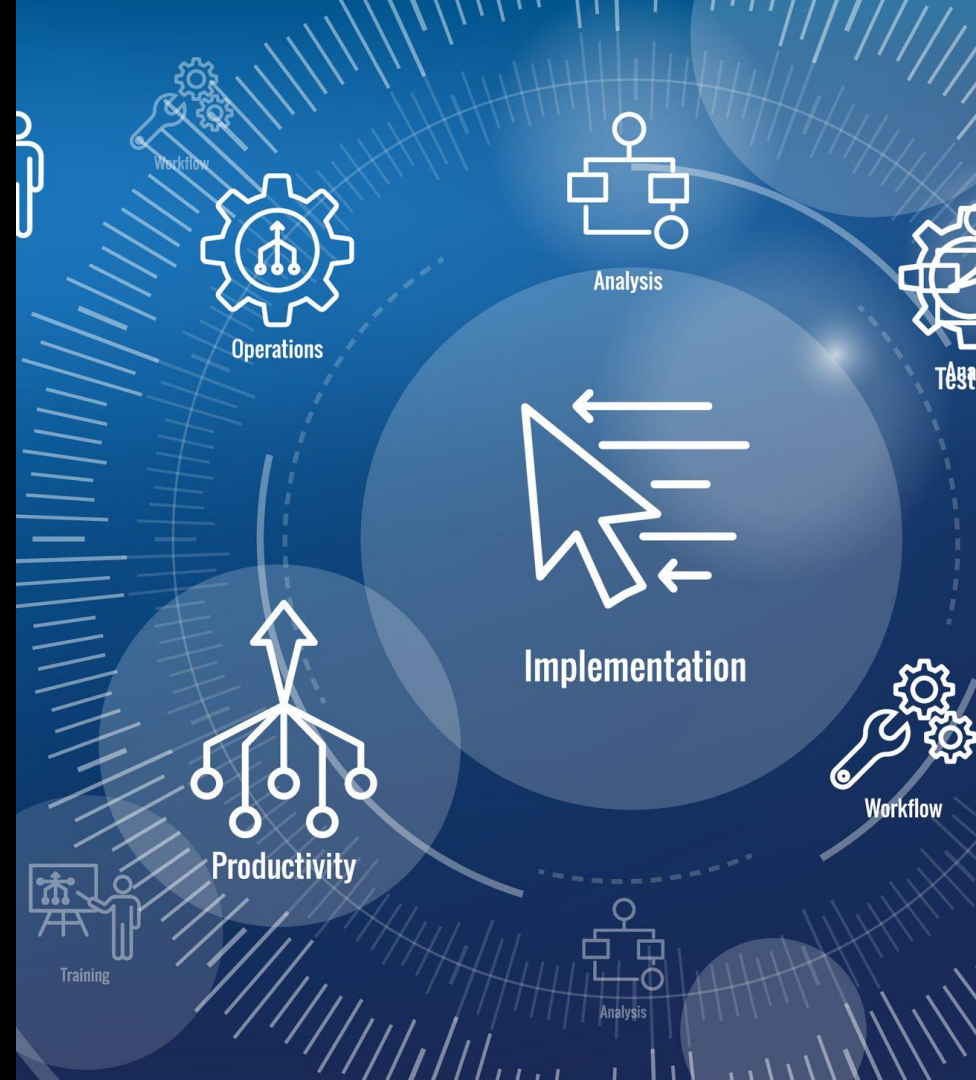 Workflow
Analysis
Operations
Implementation
Workflow
Productivity
Training
Analysis